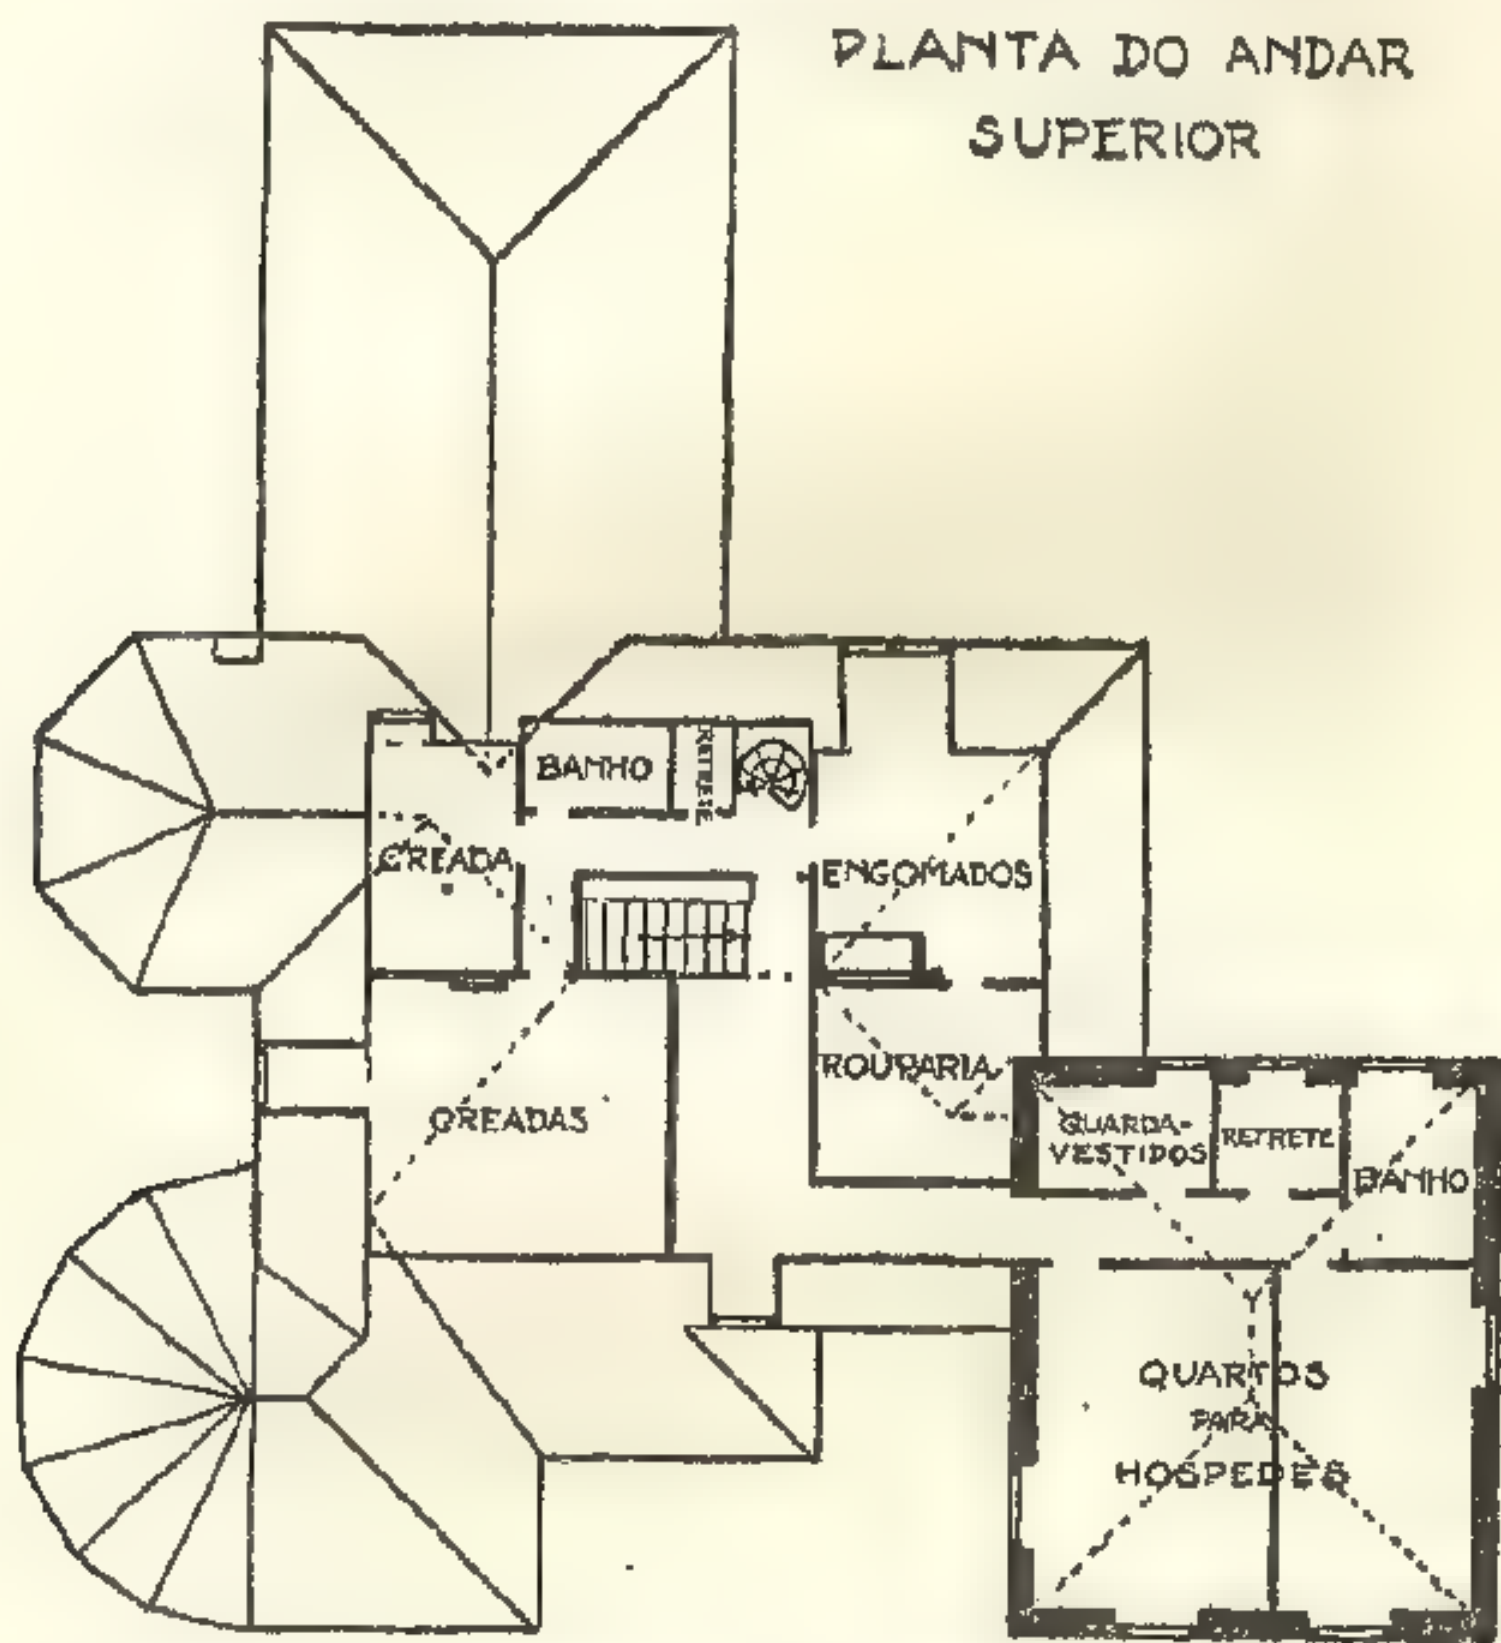 PLANTA DO ANDAR
SUPERIOR
BANHO
RETRETE
CREADA
ENGOMADOS
ROUPARIA
CREADAS
GUARDA-
VESTIDOS
RETRETE
BANHO
QUARTOS
PARA
HOSPEDES